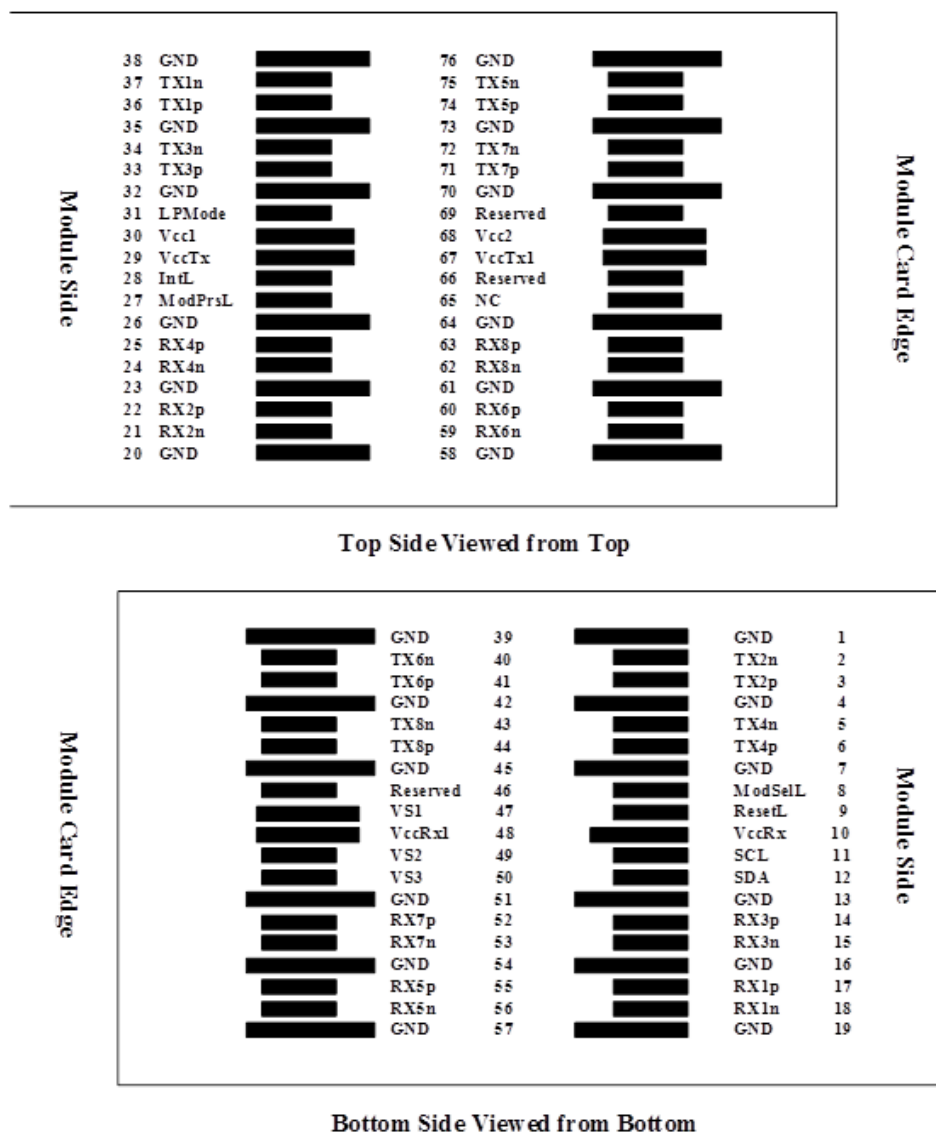 38 GND 76 GND
37 TX1n 75 TX5n
36 TX1p 74 TX5p
35 GND 73 GND
34 TX3n 72 TX7n
33 TX3p 71 TX7p
32 GND 70 GND
31 LPMode 69 Reserved
30 Vcc1 68 Vcc2
29 VccTx 67 VccTx1
28 IntL 66 Reserved
27 ModPrsL 65 NC
26 GND 64 GND
25 RX4p 63 RX8p
24 RX4n 62 RX8n
23 GND 61 GND
22 RX2p 60 RX6p
21 RX2n 59 RX6n
20 GND 58 GND
Module Side
Module Card Edge
Top Side Viewed from Top
GND 39 GND 1
TX6n 40 TX2n 2
TX6p 41 TX2p 3
GND 42 GND 4
TX8n 43 TX4n 5
TX8p 44 TX4p 6
GND 45 GND 7
Reserved 46 ModSelL 8
VS1 47 ResetL 9
VccRx1 48 VccRx 10
VS2 49 SCL 11
VS3 50 SDA 12
GND 51 GND 13
RX7p 52 RX3p 14
RX7n 53 RX3n 15
GND 54 GND 16
RX5p 55 RX1p 17
RX5n 56 RX1n 18
GND 57 GND 19
Module Card Edge
Module Side
Bottom Side Viewed from Bottom